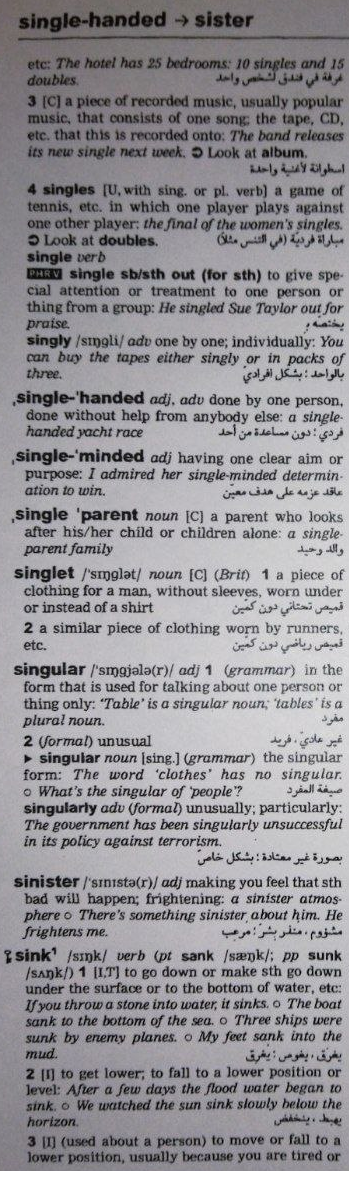 single-handed → sister
etc: The hotel has 25 bedrooms: 10 singles and 15
doubles. غرفة في فندق لشخص واحد
3 [C] a piece of recorded music, usually popular
music, that consists of one song; the tape, CD,
etc. that this is recorded onto: The band releases
its new single next week. ➲ Look at album.
اسطوانة لأغنية واحدة
4 singles [U, with sing. or pl. verb] a game of
tennis, etc. in which one player plays against
one other player: the final of the women's singles.
➲ Look at doubles. مباراة فردية (في التنس مثلاً)
single verb
PHR V single sb/sth out (for sth) to give spe-
cial attention or treatment to one person or
thing from a group: He singled Sue Taylor out for
praise. يختصه
singly /ˈsɪŋgli/ adv one by one; individually: You
can buy the tapes either singly or in packs of
three. بالواحد؛ بشكل افرادي
ˌsingle-ˈhanded adj, adv done by one person,
done without help from anybody else: a single-
handed yacht race فردي؛ دون مساعدة من أحد
ˌsingle-ˈminded adj having one clear aim or
purpose: I admired her single-minded determin-
ation to win. عاقد عزمه على هدف معين
ˌsingle ˈparent noun [C] a parent who looks
after his/her child or children alone: a single-
parent family والد وحيد
singlet /ˈsɪŋglət/ noun [C] (Brit) 1 a piece of
clothing for a man, without sleeves, worn under
or instead of a shirt قميص تحتاني دون كمين
2 a similar piece of clothing worn by runners,
etc. قميص رياضي دون كمين
singular /ˈsɪŋgjələ(r)/ adj 1 (grammar) in the
form that is used for talking about one person or
thing only: 'Table' is a singular noun; 'tables' is a
plural noun. مفرد
2 (formal) unusual غير عادي، فريد
▶ singular noun [sing.] (grammar) the singular
form: The word 'clothes' has no singular.
○ What's the singular of 'people'? صيغة المفرد
singularly adv (formal) unusually; particularly:
The government has been singularly unsuccessful
in its policy against terrorism.
بصورة غير معتادة؛ بشكل خاص
sinister /ˈsɪnɪstə(r)/ adj making you feel that sth
bad will happen; frightening: a sinister atmos-
phere ○ There's something sinister about him. He
frightens me. مشؤوم، منذر بشر؛ مرعب
sink¹ /sɪŋk/ verb (pt sank /sæŋk/; pp sunk
/sʌŋk/) 1 [I,T] to go down or make sth go down
under the surface or to the bottom of water, etc:
If you throw a stone into water, it sinks. ○ The boat
sank to the bottom of the sea. ○ Three ships were
sunk by enemy planes. ○ My feet sank into the
mud. يغرق، يغوص؛ يغرق
2 [I] to get lower; to fall to a lower position or
level: After a few days the flood water began to
sink. ○ We watched the sun sink slowly below the
horizon. يهبط، ينخفض
3 [I] (used about a person) to move or fall to a
lower position, usually because you are tired or